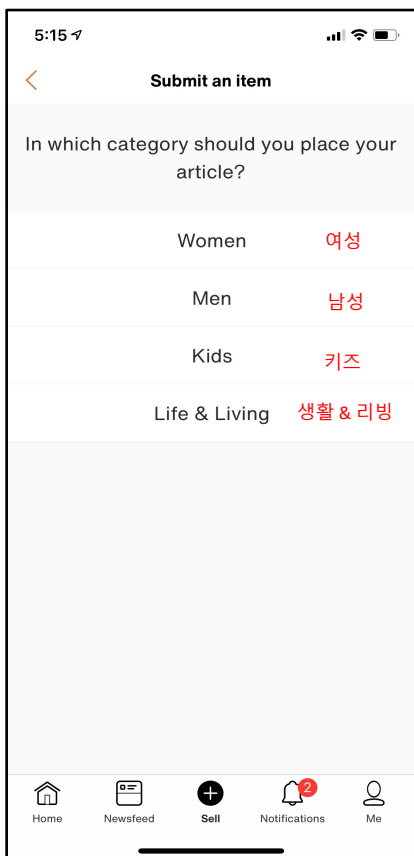 5:15
Submit an item
In which category should you place your
article?
Women 여성
Men 남성
Kids 키즈
Life & Living 생활 & 리빙
2
Home Newsfeed Sell Notifications Me